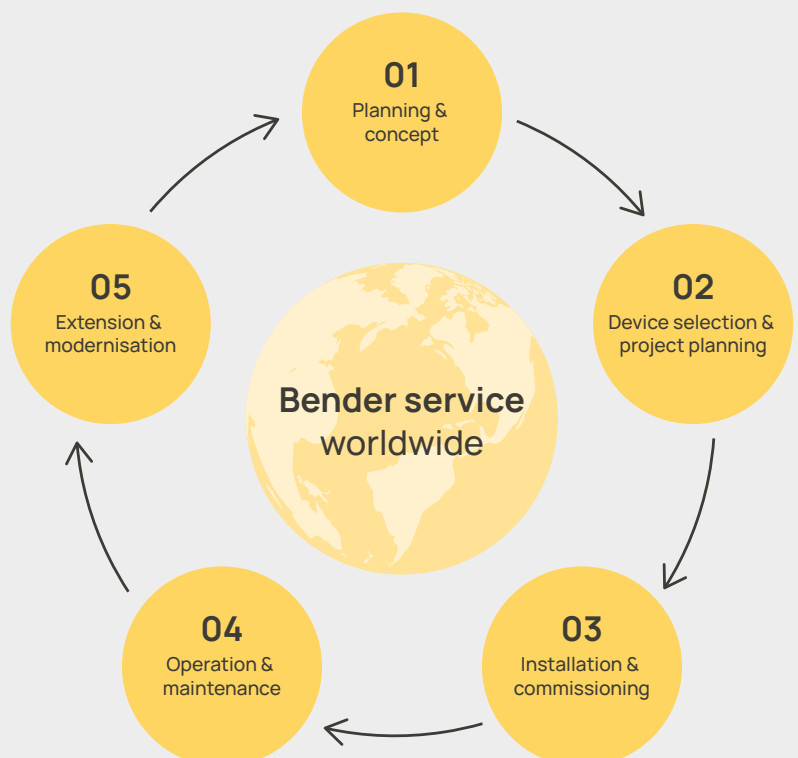 01
Planning &
concept
02
Device selection &
project planning
03
Installation &
commissioning
04
Operation &
maintenance
05
Extension &
modernisation
Bender service
worldwide